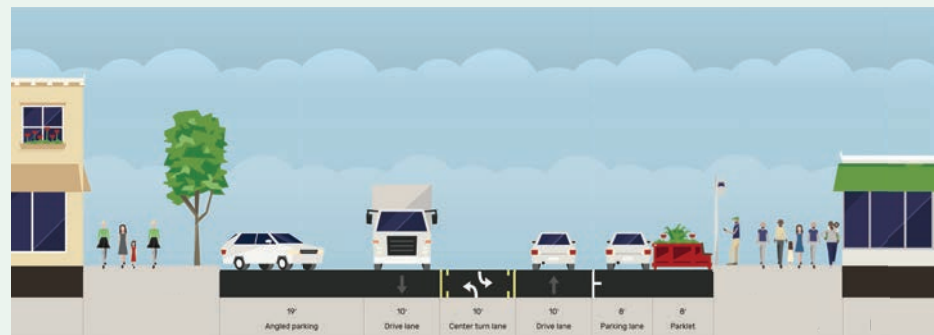 19' 10' 10' 10' 8' 8'
Angled parking Drive lane Center turn lane Drive lane Parking lane Parklet